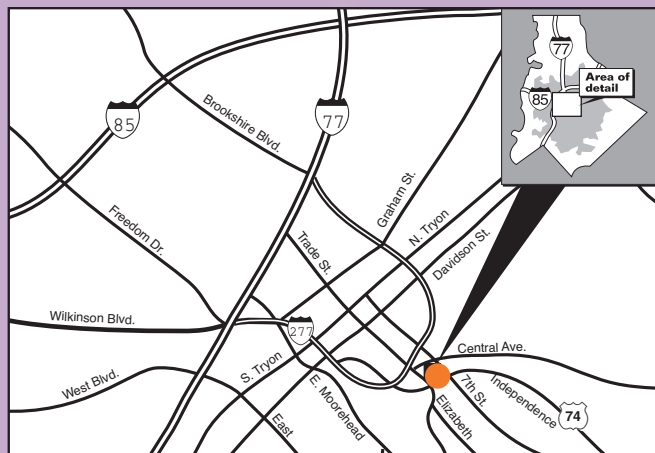 77
85
Area of
detail
85
77
Brookshire Blvd.
Graham St.
N. Tryon
Davidson St.
Freedom Dr.
Trade St.
Wilkinson Blvd.
277
Central Ave.
S. Tryon
West Blvd.
E. Moorehead
7th St.
Independence
74
Elizabeth
East